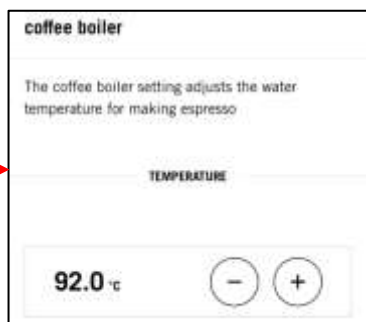 coffee boiler
The coffee boiler setting adjusts the water
temperature for making espresso
TEMPERATURE
92.0 °C − +